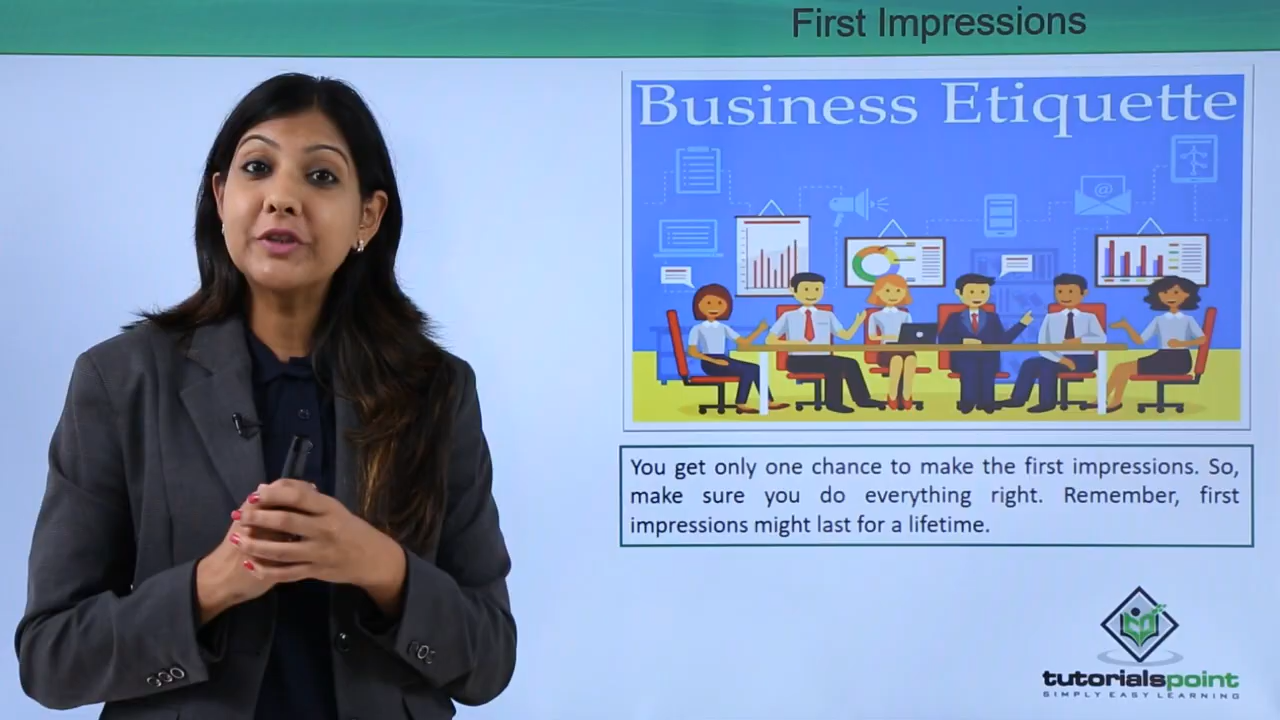 First Impressions
Business Etiquette
@
You get only one chance to make the first impressions. So,
make sure you do everything right. Remember, first
impressions might last for a lifetime.
tutorialspoint
SIMPLY EASY LEARNING